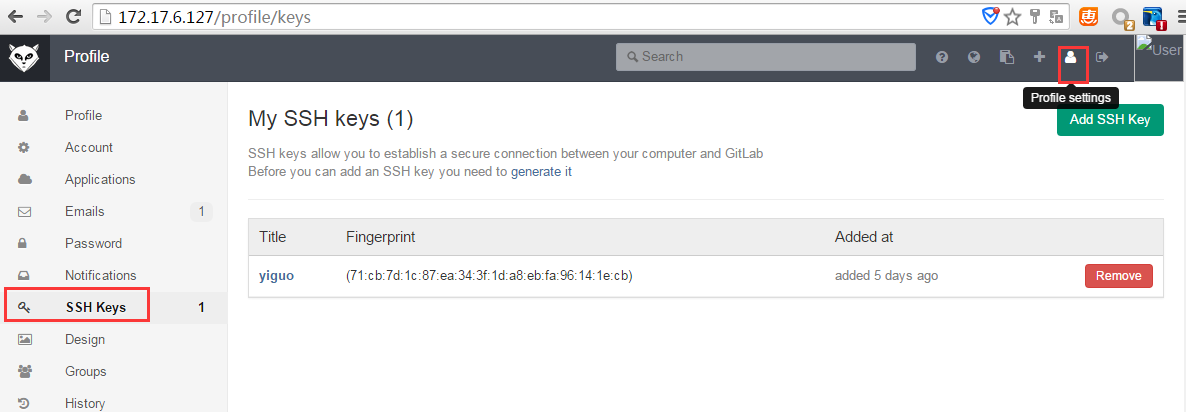 172.17.6.127/profile/keys
2
1
Profile
Search
User
Profile settings
Profile
Account
Applications
Emails 1
Password
Notifications
SSH Keys 1
Design
Groups
History
My SSH keys (1)
Add SSH Key
SSH keys allow you to establish a secure connection between your computer and GitLab
Before you can add an SSH key you need to generate it
Title Fingerprint Added at
yiguo (71:cb:7d:1c:87:ea:34:3f:1d:a8:eb:fa:96:14:1e:cb) added 5 days ago Remove